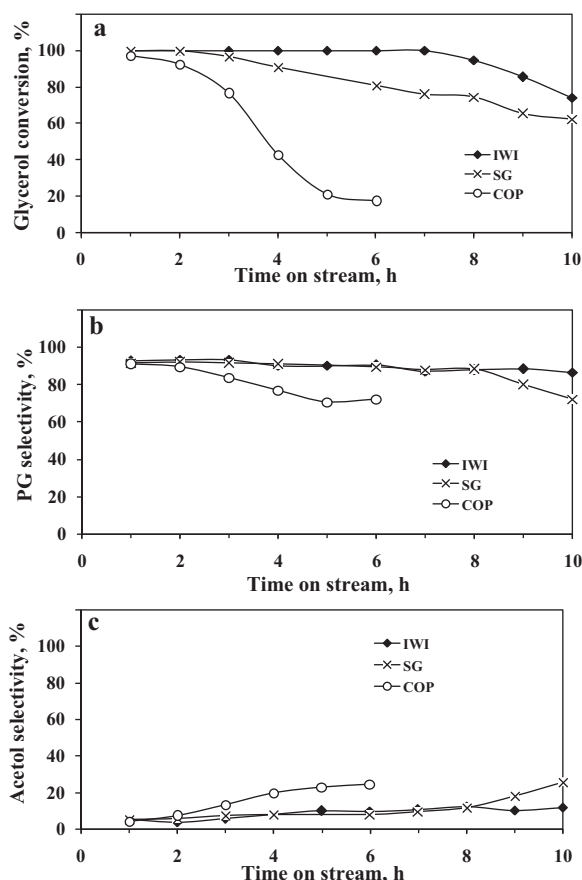 a
Glycerol conversion, %
100
80
60
40
20
0
IWI
SG
COP
0 2 4 6 8 10
Time on stream, h
b
PG selectivity, %
100
80
60
40
20
0
IWI
SG
COP
0 2 4 6 8 10
Time on stream, h
c
Acetol selectivity, %
100
80
60
40
20
0
IWI
SG
COP
0 2 4 6 8 10
Time on stream, h